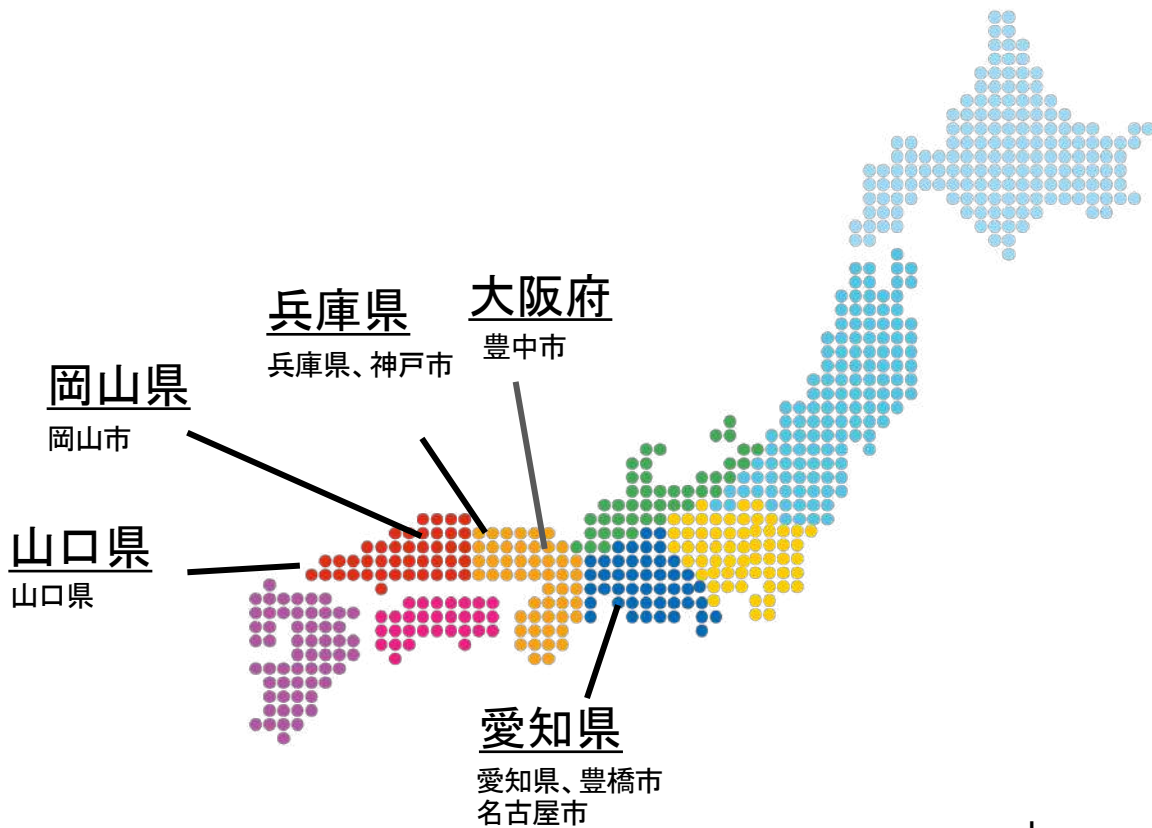 大阪府
豊中市
兵庫県
兵庫県、神戸市
岡山県
岡山市
山口県
山口県
愛知県
愛知県、豊橋市
名古屋市